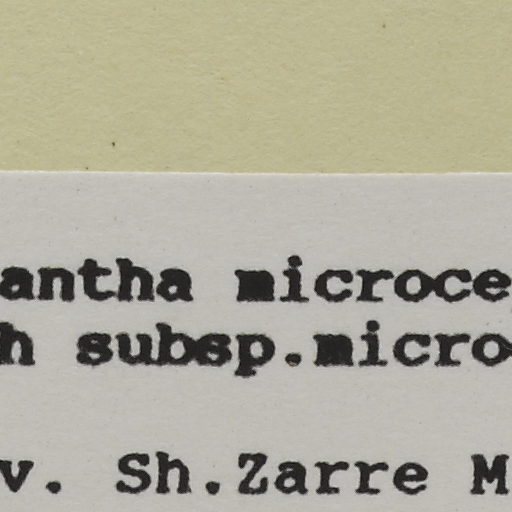 antha microce
h subsp.micro
v. Sh.Zarre M